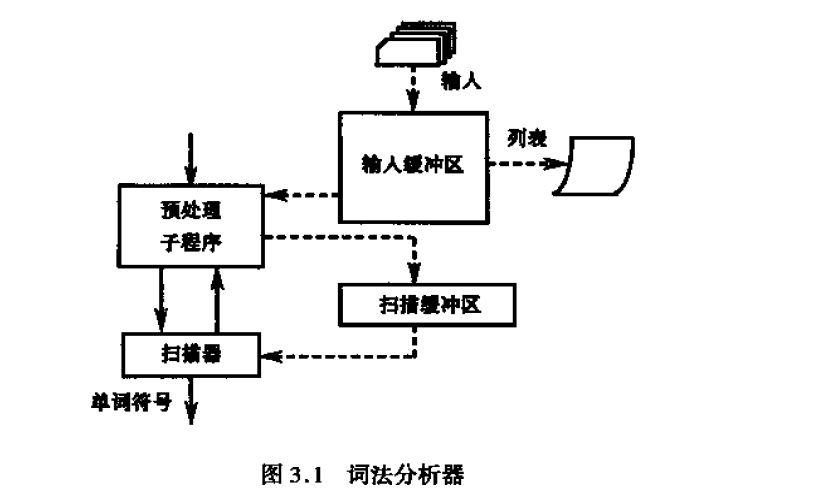 输入
输入缓冲区
列表
预处理
子程序
扫描缓冲区
扫描器
单词符号
图 3.1 词法分析器